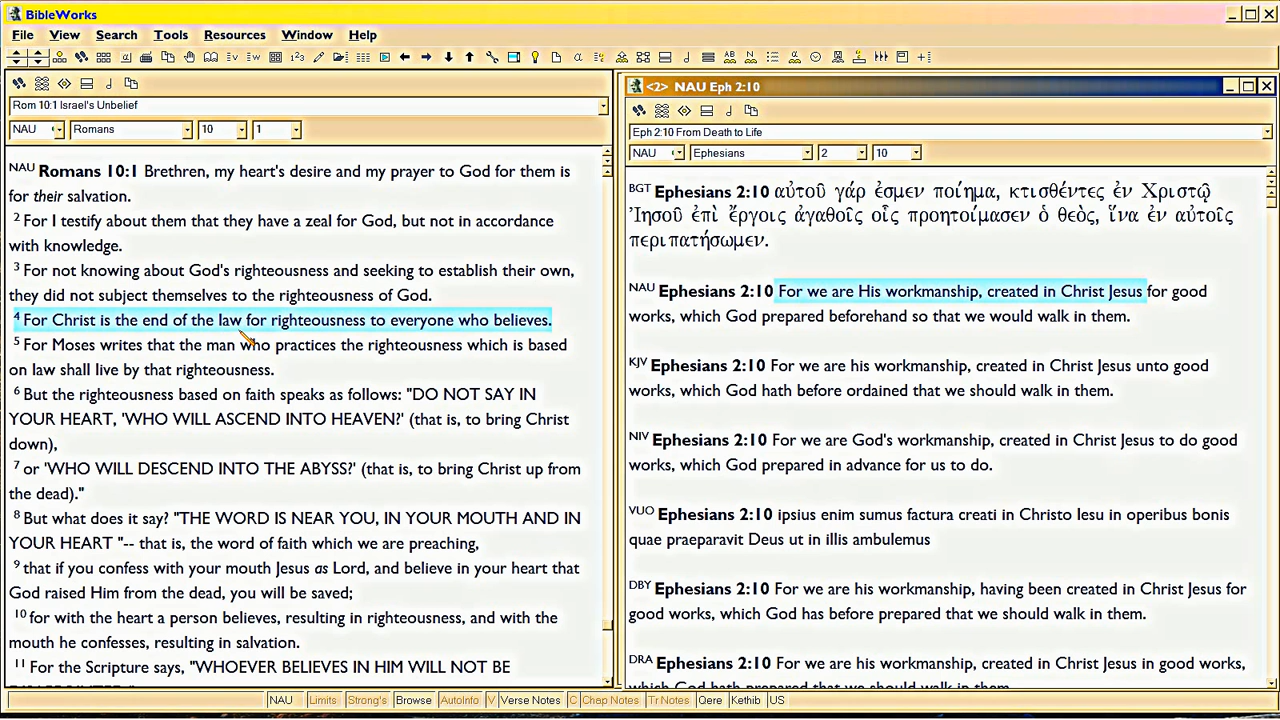 BibleWorks
File View Search Tools Resources Window Help
Rom 10:1 Israel's Unbelief
NAU Romans 10 1
NAU Romans 10:1 Brethren, my heart's desire and my prayer to God for them is
for their salvation.
2 For I testify about them that they have a zeal for God, but not in accordance
with knowledge.
3 For not knowing about God's righteousness and seeking to establish their own,
they did not subject themselves to the righteousness of God.
4 For Christ is the end of the law for righteousness to everyone who believes.
5 For Moses writes that the man who practices the righteousness which is based
on law shall live by that righteousness.
6 But the righteousness based on faith speaks as follows: "DO NOT SAY IN
YOUR HEART, 'WHO WILL ASCEND INTO HEAVEN?' (that is, to bring Christ
down),
7 or 'WHO WILL DESCEND INTO THE ABYSS?' (that is, to bring Christ up from
the dead)."
8 But what does it say? "THE WORD IS NEAR YOU, IN YOUR MOUTH AND IN
YOUR HEART "-- that is, the word of faith which we are preaching,
9 that if you confess with your mouth Jesus as Lord, and believe in your heart that
God raised Him from the dead, you will be saved;
10 for with the heart a person believes, resulting in righteousness, and with the
mouth he confesses, resulting in salvation.
11 For the Scripture says, "WHOEVER BELIEVES IN HIM WILL NOT BE
<2> NAU Eph 2:10
Eph 2:10 From Death to Life
NAU Ephesians 2 10
BGT Ephesians 2:10 αὐτοῦ γάρ ἐσμεν ποίημα, κτισθέντες ἐν Χριστῷ
Ἰησοῦ ἐπὶ ἔργοις ἀγαθοῖς οἷς προητοίμασεν ὁ θεὸς, ἵνα ἐν αὐτοῖς
περιπατήσωμεν.
NAU Ephesians 2:10 For we are His workmanship, created in Christ Jesus for good
works, which God prepared beforehand so that we would walk in them.
KJV Ephesians 2:10 For we are his workmanship, created in Christ Jesus unto good
works, which God hath before ordained that we should walk in them.
NIV Ephesians 2:10 For we are God's workmanship, created in Christ Jesus to do good
works, which God prepared in advance for us to do.
VUO Ephesians 2:10 ipsius enim sumus factura creati in Christo Iesu in operibus bonis
quae praeparavit Deus ut in illis ambulemus
DBY Ephesians 2:10 For we are his workmanship, having been created in Christ Jesus for
good works, which God has before prepared that we should walk in them.
DRA Ephesians 2:10 For we are his workmanship, created in Christ Jesus in good works,
which God hath prepared that we should walk in them.
NAU Limits Strong's Browse AutoInfo V Verse Notes C Chap Notes Tr Notes Qere Kethib US